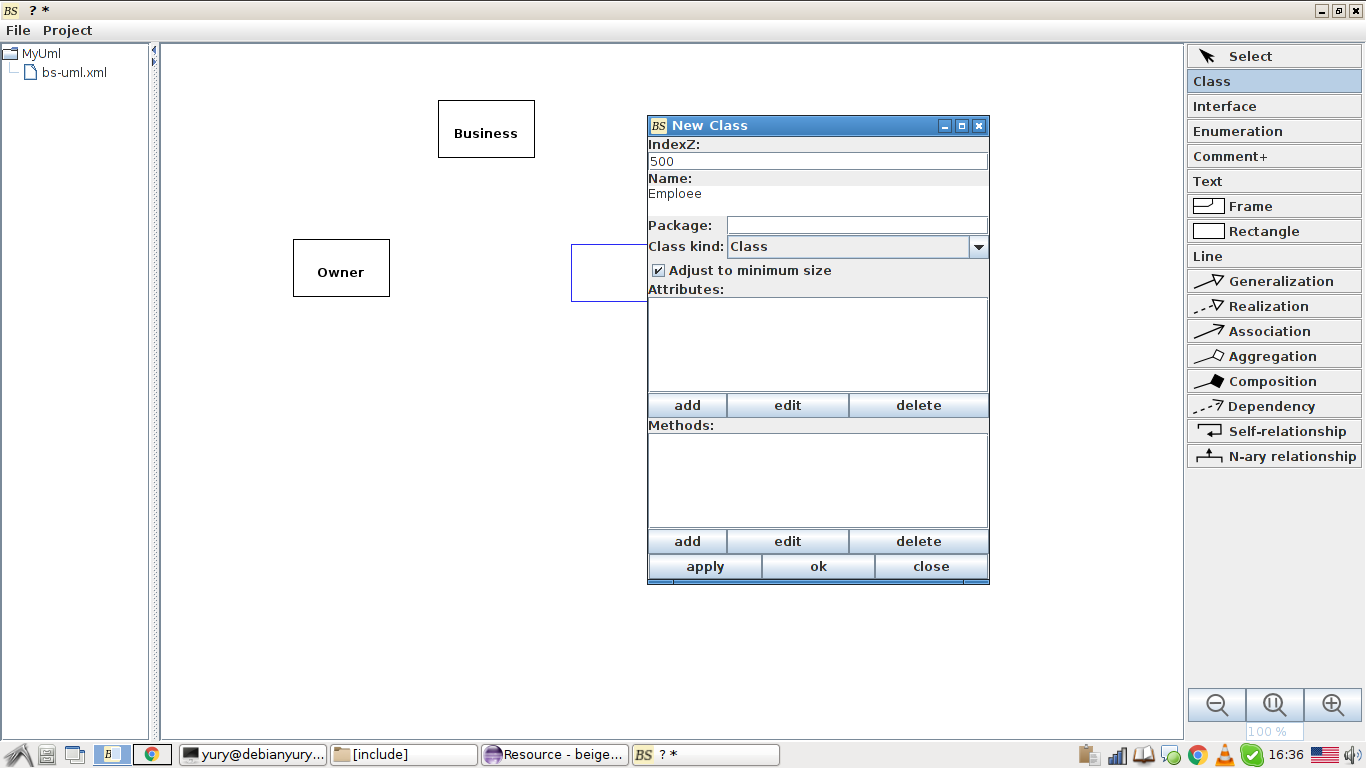 BS ? *
File Project
MyUml
bs-uml.xml
Business
Owner
BS New Class
IndexZ:
500
Name:
Emploee
Package:
Class kind: Class
Adjust to minimum size
Attributes:
add edit delete
Methods:
add edit delete
apply ok close
Select
Class
Interface
Enumeration
Comment+
Text
Frame
Rectangle
Line
Generalization
Realization
Association
Aggregation
Composition
Dependency
Self-relationship
N-ary relationship
100 %
yury@debianyury... [include] Resource - beige... BS ? * 16:36